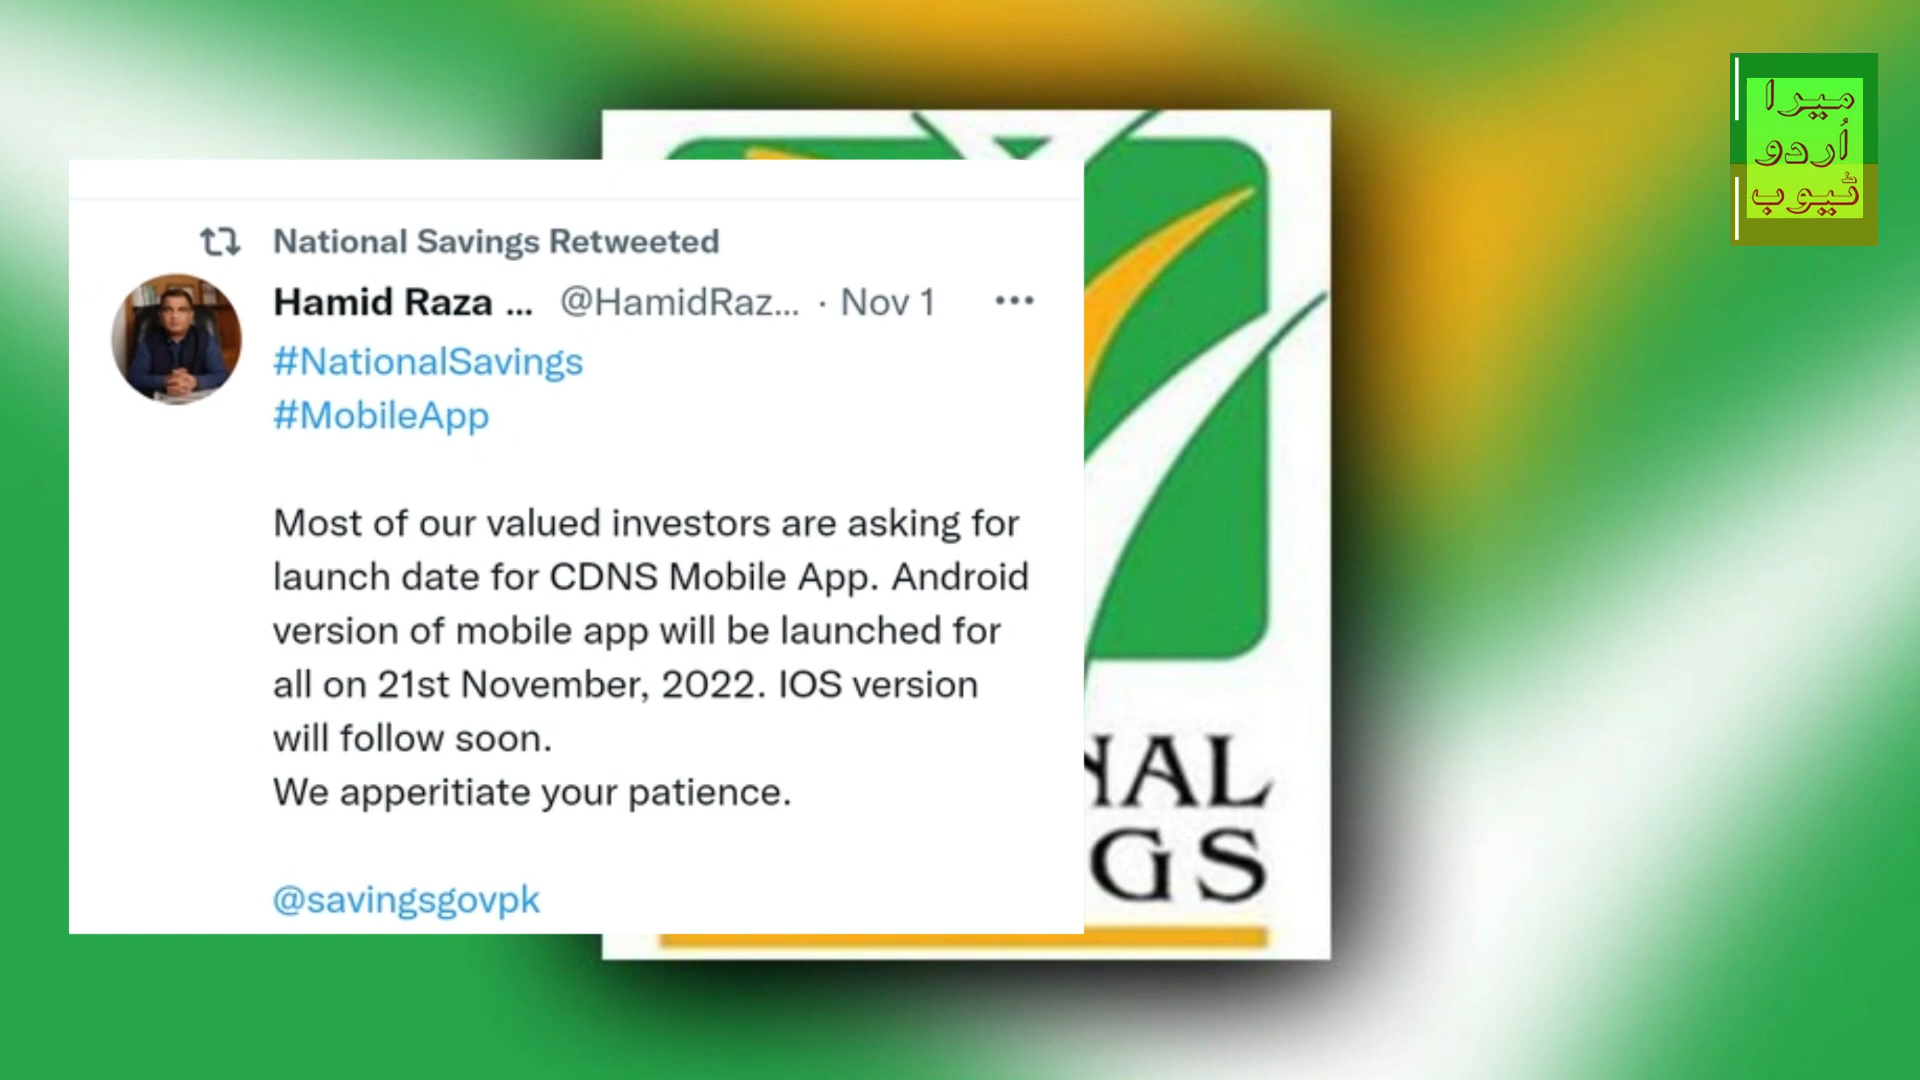 National Savings Retweeted
Hamid Raza ... @HamidRaz... · Nov 1
#NationalSavings
#MobileApp
Most of our valued investors are asking for
launch date for CDNS Mobile App. Android
version of mobile app will be launched for
all on 21st November, 2022. IOS version
will follow soon.
We apperitiate your patience.
@savingsgovpk
NAL
GS
میرا
اُردو
ٹیوب